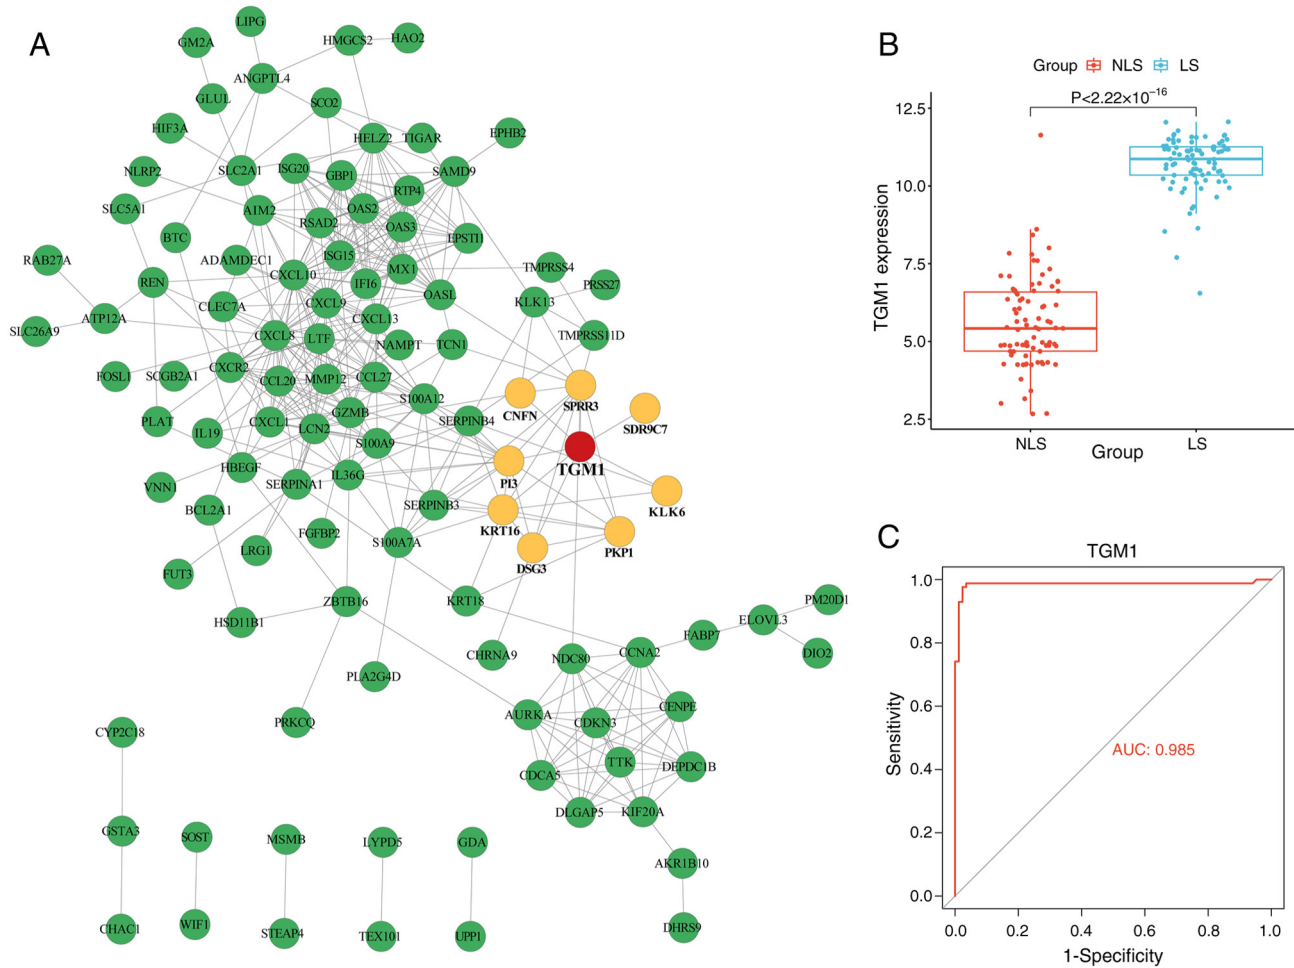 A
LIPG
GM2A
HMGCS2
HAO2
ANGPTL4
GLUL
SCO2
HIF3A
HELZ2
TIGAR
EPHB2
NLRP2
SLC2A1
ISG20
GBP1
SAMD9
RTP4
SLC5A1
AIM2
OAS2
RSAD2
OAS3
BTC
EPSTI1
RAB27A
ADAMDEC1
ISG15
MX1
TMPRSS4
REN
CXCL10
IFI6
OASL
PRSS27
CLEC7A
CXCL9
KLK13
SLC26A9
ATP12A
CXCL13
CXCL8
LTF
NAMPT
TCN1
TMPRSS11D
FOSL1
SCGB2A1
CXCR2
CCL20
MMP12
CCL27
S100A12
CNFN
SPRR3
SDR9C7
PLAT
IL19
CXCL1
LCN2
GZMB
SERPINB4
S100A9
TGM1
VNN1
HBEGF
SERPINA1
IL36G
PI3
KLK6
BCL2A1
SERPINB3
KRT16
PKP1
LRG1
FGFBP2
S100A7A
DSG3
FUT3
HSD11B1
ZBTB16
KRT18
PM20D1
ELOVL3
FABP7
CHRNA9
NDC80
CCNA2
DIO2
PLA2G4D
PRKCQ
AURKA
CDKN3
CENPE
CYP2C18
CDCA5
TTK
DEPDC1B
DLGAP5
KIF20A
GSTA3
SOST
MSMB
LYPD5
GDA
AKR1B10
CHAC1
WIF1
STEAP4
TEX101
UPP1
DHRS9
B
Group NLS LS
P<2.22×10−16
12.5
10.0
7.5
5.0
2.5
TGM1 expression
NLS LS
Group
C
TGM1
1.0
0.8
0.6
0.4
0.2
0.0
Sensitivity
AUC: 0.985
0.0 0.2 0.4 0.6 0.8 1.0
1-Specificity